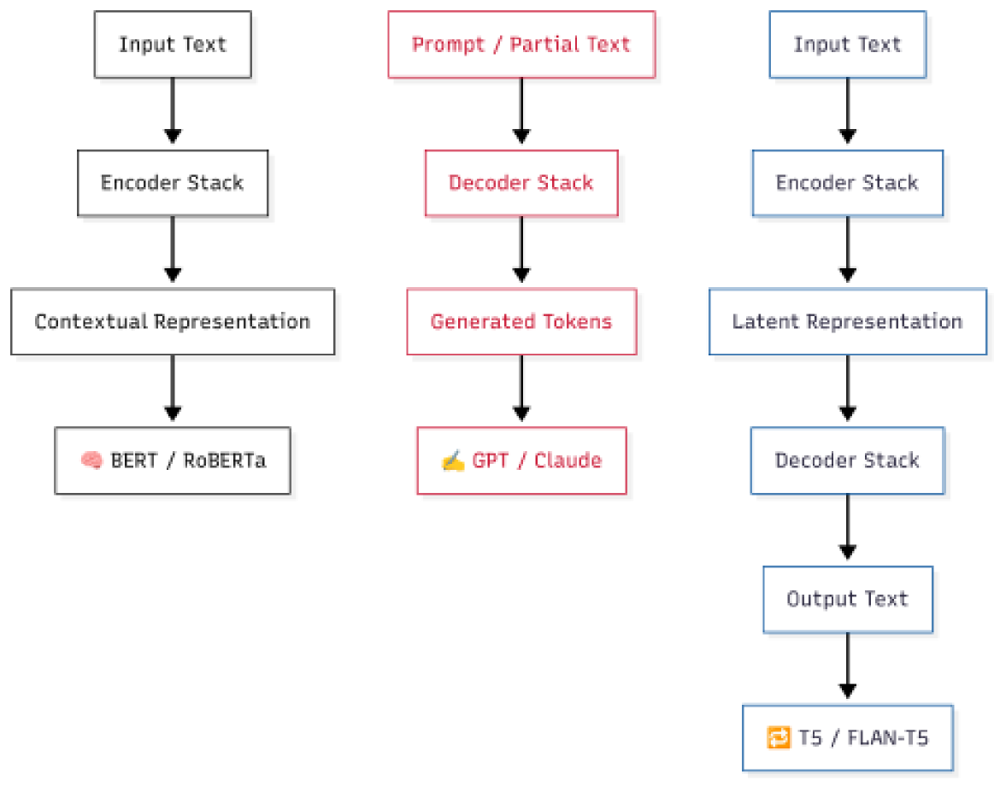 Input Text
Encoder Stack
Contextual Representation
🧠 BERT / RoBERTa
Prompt / Partial Text
Decoder Stack
Generated Tokens
✍️ GPT / Claude
Input Text
Encoder Stack
Latent Representation
Decoder Stack
Output Text
🔁 T5 / FLAN-T5